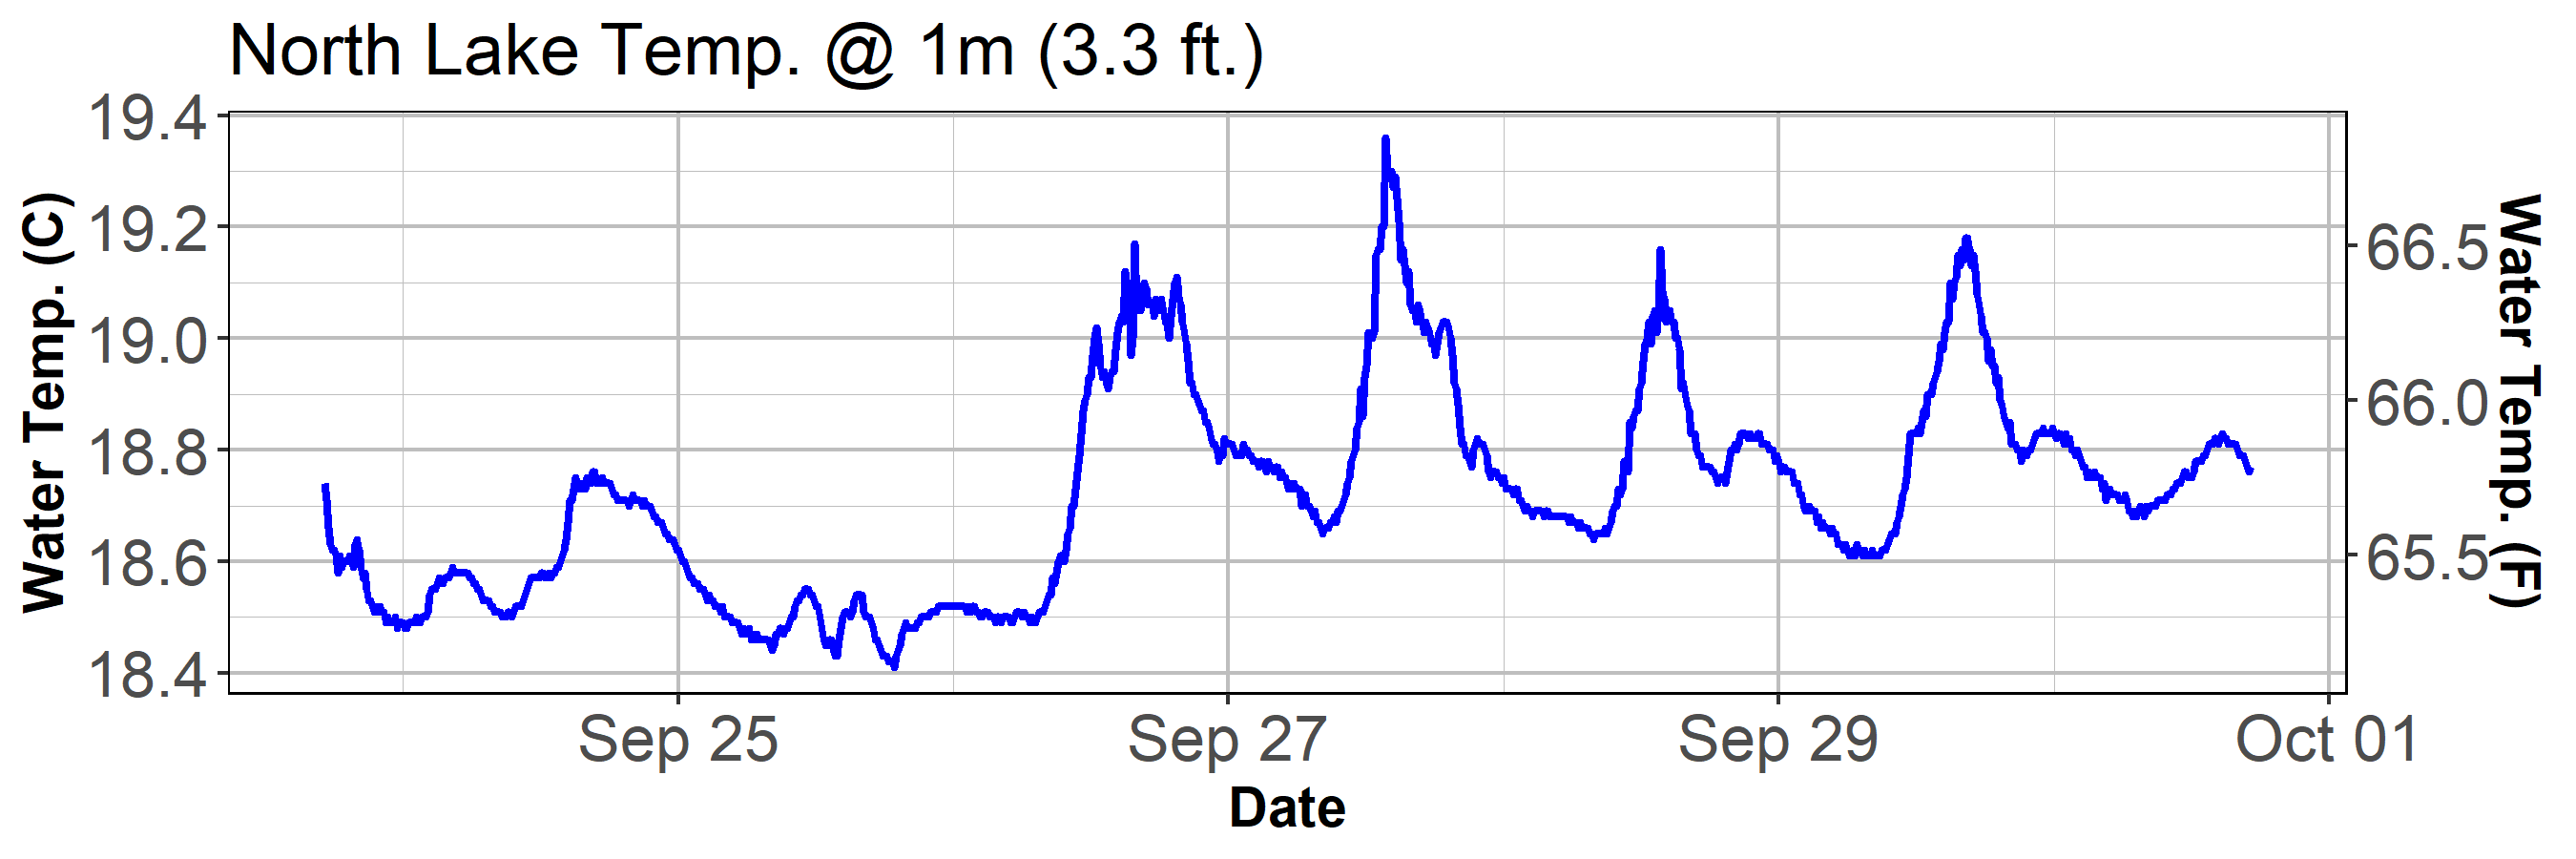 North Lake Temp. @ 1m (3.3 ft.)
Water Temp. (C)
19.4
19.2
19.0
18.8
18.6
18.4
66.5
66.0
65.5
Water Temp. (F)
Sep 25 Sep 27 Sep 29 Oct 01
Date